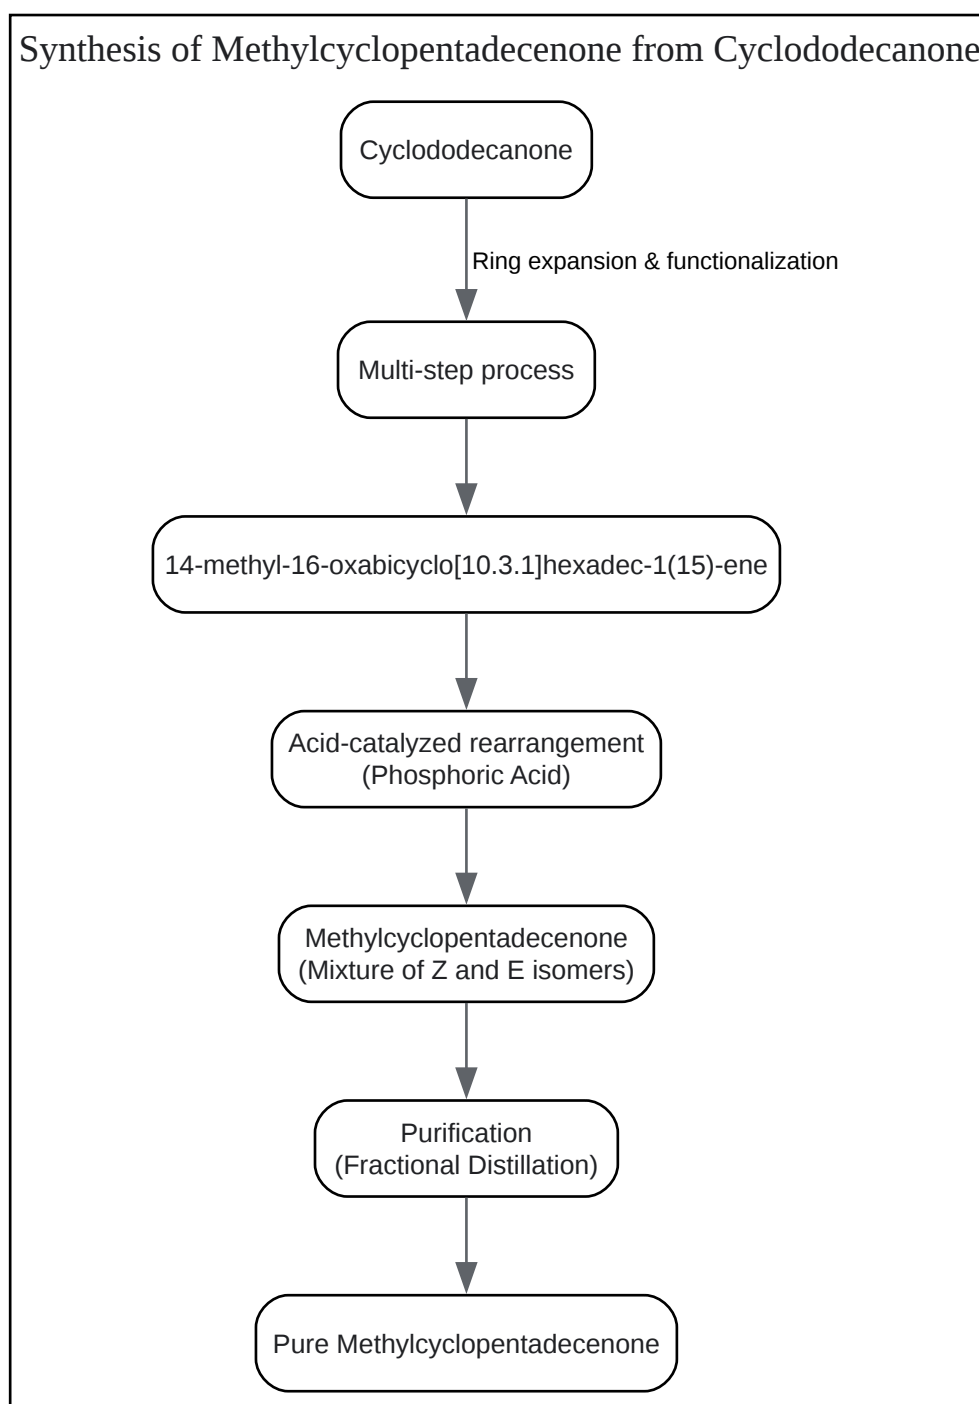 Synthesis of Methylcyclopentadecenone from Cyclododecanone
Cyclododecanone
Ring expansion & functionalization
Multi-step process
14-methyl-16-oxabicyclo[10.3.1]hexadec-1(15)-ene
Acid-catalyzed rearrangement
(Phosphoric Acid)
Methylcyclopentadecenone
(Mixture of Z and E isomers)
Purification
(Fractional Distillation)
Pure Methylcyclopentadecenone